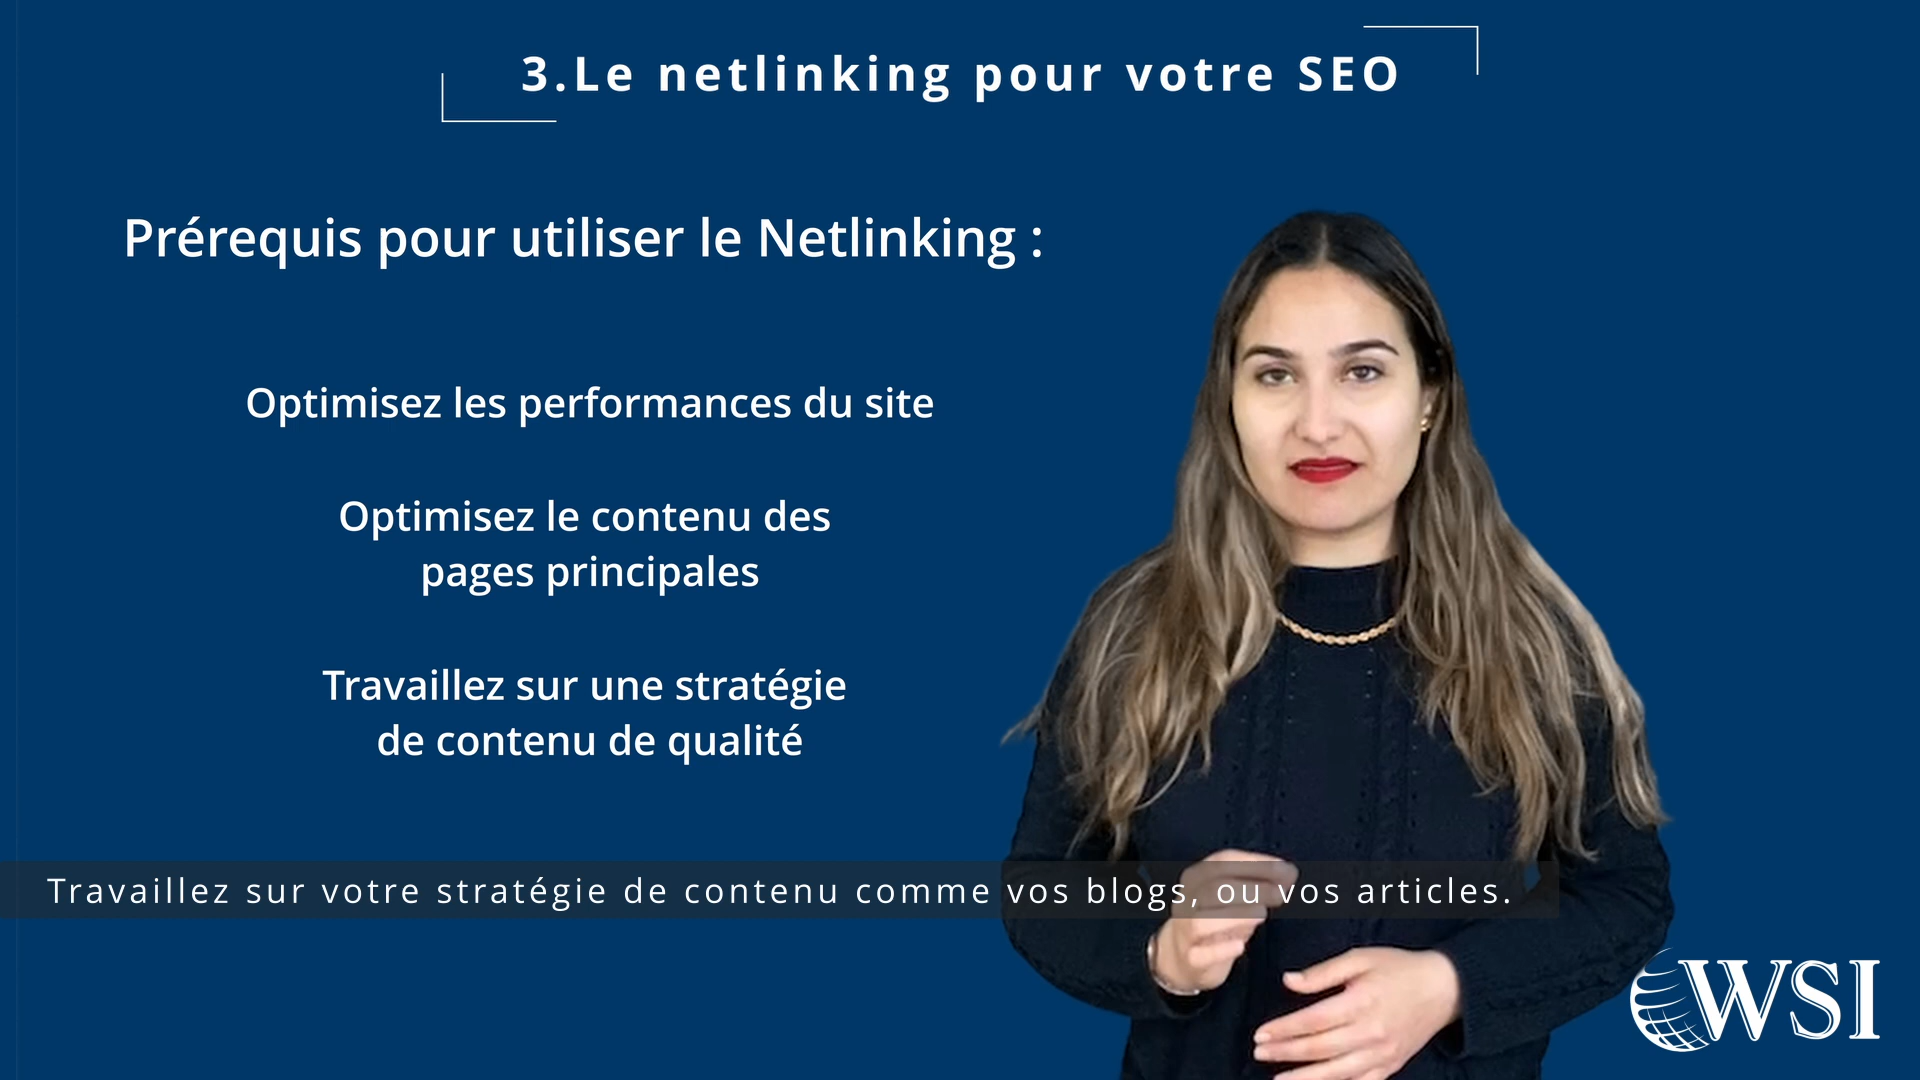 3.Le netlinking pour votre SEO
Prérequis pour utiliser le Netlinking :
Optimisez les performances du site
Optimisez le contenu des
pages principales
Travaillez sur une stratégie
de contenu de qualité
Travaillez sur votre stratégie de contenu comme vos blogs, ou vos articles.
WSI